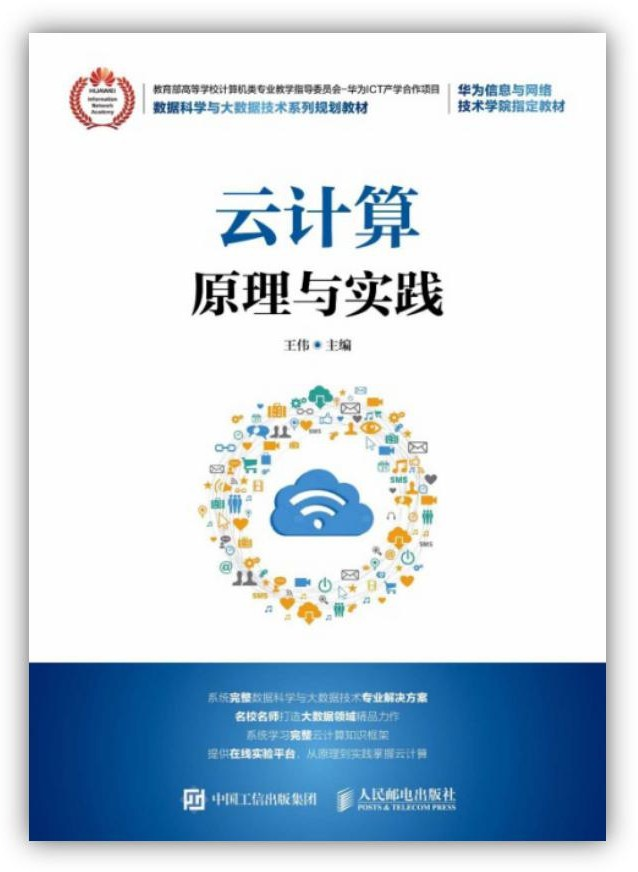 HUAWEI
Information
Network
Academy
教育部高等学校计算机类专业教学指导委员会-华为ICT产学合作项目
数据科学与大数据技术系列规划教材
华为信息与网络
技术学院指定教材
云计算
原理与实践
王伟 主编
SMS
SMS
SMS
SMS
SMS
系统完整数据科学与大数据技术专业解决方案
名校名师打造大数据领域精品力作
系统学习完整云计算知识框架
提供在线实验平台，从原理到实践掌握云计算
中国工信出版集团
人民邮电出版社
POSTS & TELECOM PRESS